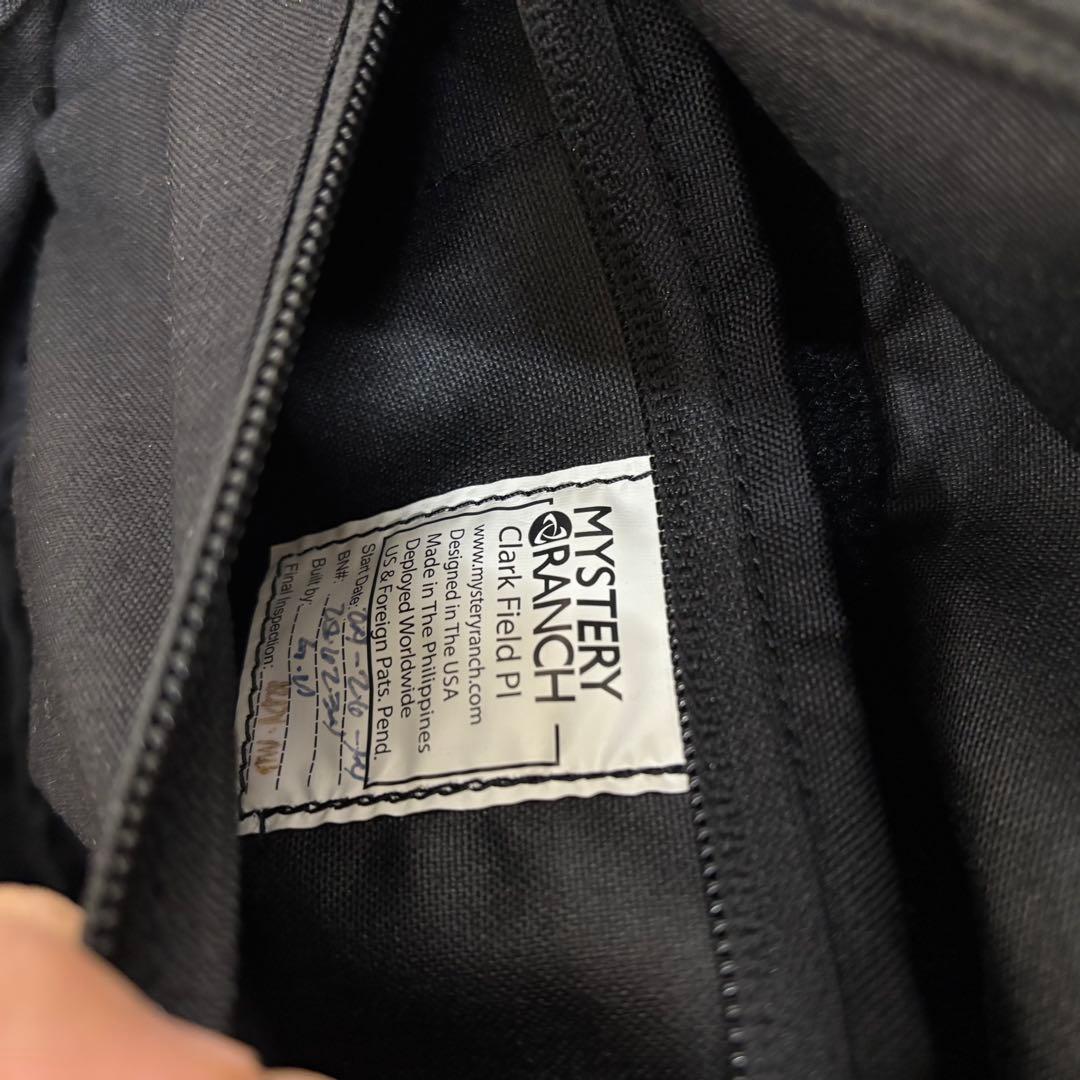 MYSTERY
RANCH
Clark Field PI
www.mysteryranch.com
Designed in The USA
Made in The Philippines
Deployed Worldwide
US & Foreign Pats. Pend.
Start Date:
BN#:
Built by:
Final Inspection: